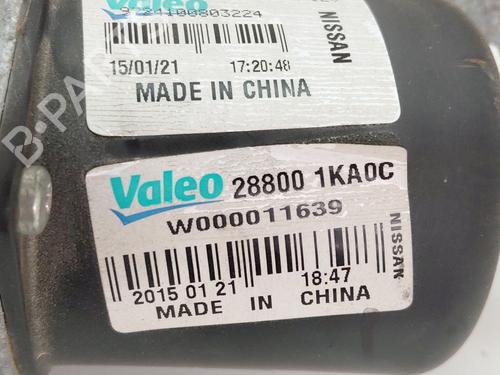 Valeo
NISSAN
15/01/21 17:20:48
MADE IN CHINA
B-PARTS
Valeo 28800 1KA0C
W000011639
NISSAN
2015 01 21 18:47
MADE IN CHINA